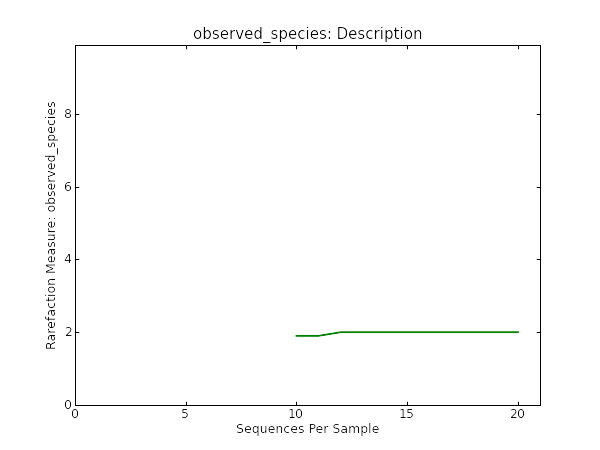 observed_species: Description
Rarefaction Measure: observed_species
8
6
4
2
0
0 5 10 15 20
Sequences Per Sample